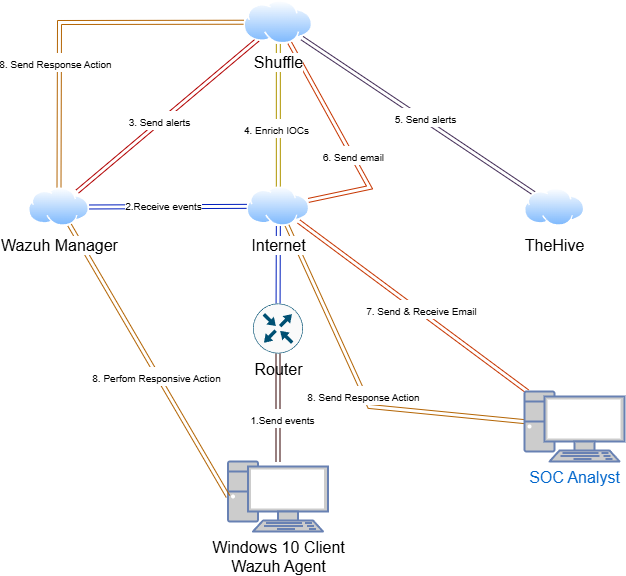 Shuffle
8. Send Response Action
3. Send alerts
5. Send alerts
4. Enrich IOCs
6. Send email
2.Receive events
Wazuh Manager
Internet
TheHive
7. Send & Receive Email
Router
8. Perfom Responsive Action
8. Send Response Action
1.Send events
SOC Analyst
Windows 10 Client
Wazuh Agent